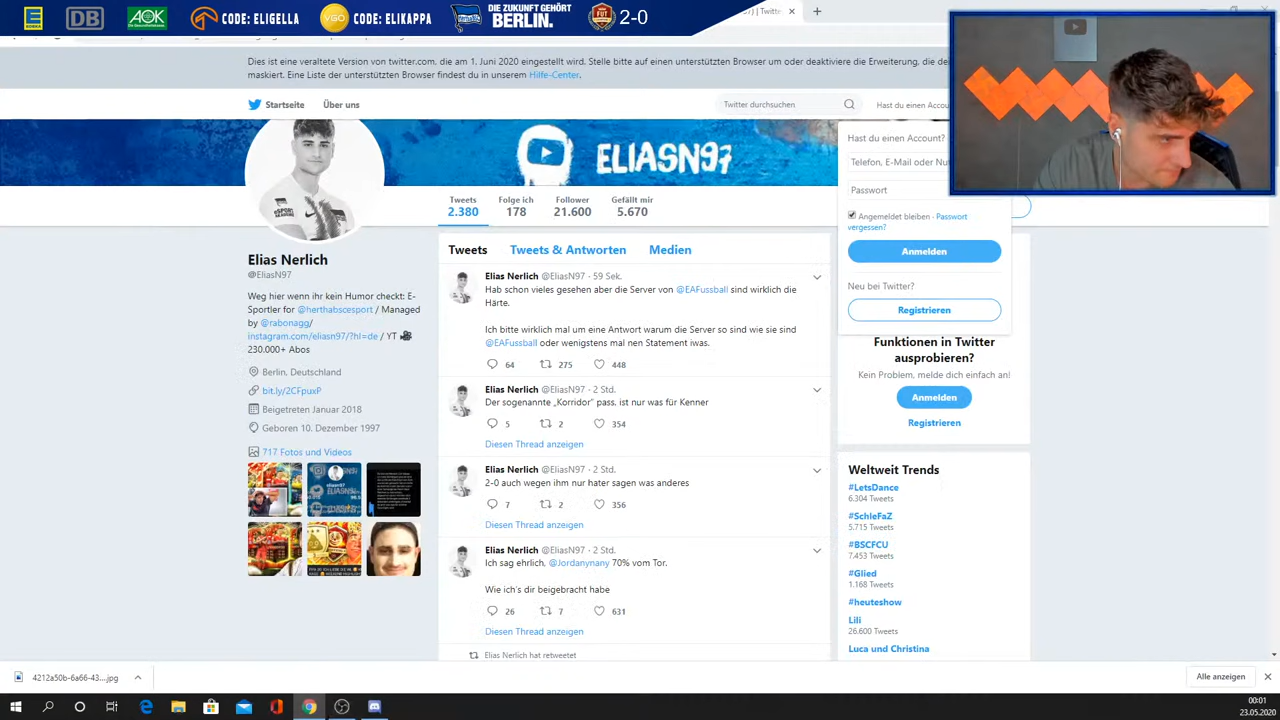 EDEKA
DB
AOK
CODE: ELIGELLA
VGO
CODE: ELIKAPPA
DIE ZUKUNFT GEHÖRT
BERLIN.
FUT
2-0
) | Twitter
Dies ist eine veraltete Version von twitter.com, die am 1. Juni 2020 eingestellt wird. Stelle bitte auf einen unterstützten Browser um oder deaktiviere die Erweiterung, die de
maskiert. Eine Liste der unterstützten Browser findest du in unserem Hilfe-Center.
Startseite
Über uns
Twitter durchsuchen
Hast du einen Accou
ELIASN97
Hast du einen Account?
Telefon, E-Mail oder Nu
Passwort
Angemeldet bleiben · Passwort
vergessen?
Anmelden
Neu bei Twitter?
Registrieren
Tweets
2.380
Folge ich
178
Follower
21.600
Gefällt mir
5.670
Elias Nerlich
@EliasN97
Weg hier wenn ihr kein Humor checkt: E-
Sportler for @herthabscesport / Managed
by @rabonagg/
instagram.com/eliasn97/?hl=de / YT 🎥
230.000+ Abos
Berlin, Deutschland
bit.ly/2CFpuxP
Beigetreten Januar 2018
Geboren 10. Dezember 1997
717 Fotos und Videos
Tweets
Tweets & Antworten
Medien
Elias Nerlich @EliasN97 · 59 Sek.
Hab schon vieles gesehen aber die Server von @EAFussball sind wirklich die
Härte.
Ich bitte wirklich mal um eine Antwort warum die Server so sind wie sie sind
@EAFussball oder wenigstens mal nen Statement iwas.
64
275
448
Elias Nerlich @EliasN97 · 2 Std.
Der sogenannte „Korridor" pass. ist nur was für Kenner
5
2
354
Diesen Thread anzeigen
Elias Nerlich @EliasN97 · 2 Std.
2-0 auch wegen ihm nur hater sagen was anderes
7
2
356
Diesen Thread anzeigen
Elias Nerlich @EliasN97 · 2 Std.
Ich sag ehrlich, @Jordanynany 70% vom Tor.
Wie ich's dir beigebracht habe
26
7
631
Diesen Thread anzeigen
Elias Nerlich hat retweetet
Funktionen in Twitter
ausprobieren?
Kein Problem, melde dich einfach an!
Anmelden
Registrieren
Weltweit Trends
#LetsDance
6.304 Tweets
#SchleFaZ
5.715 Tweets
#BSCFCU
7.453 Tweets
#Glied
1.168 Tweets
#heuteshow
Lili
26.600 Tweets
Luca und Christina
4212a50b-6a66-43....jpg
Alle anzeigen
00:01
23.05.2020